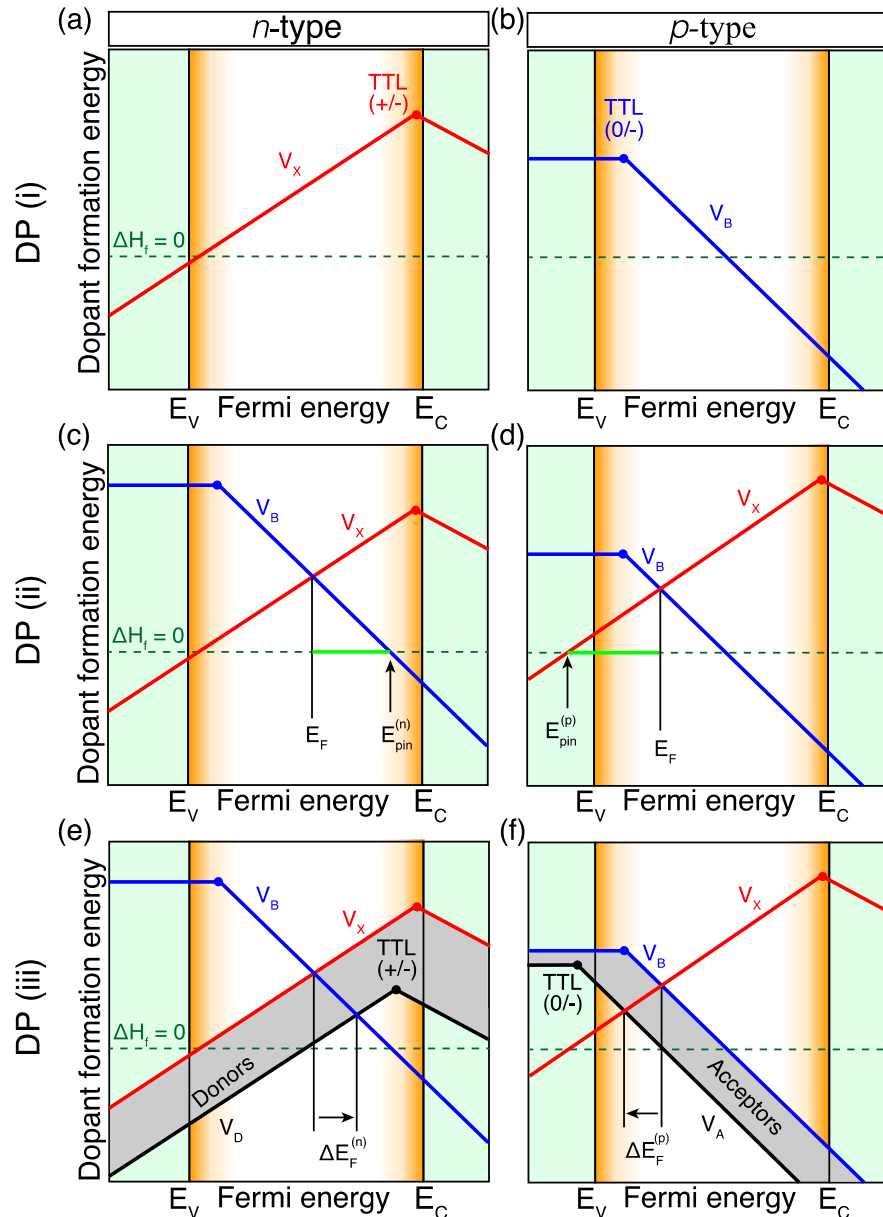 (a)
n-type
(b)
p-type
DP (i)
Dopant formation energy
TTL
(+/-)
V_X
ΔH_f = 0
TTL
(0/-)
V_B
E_V Fermi energy E_C
E_V Fermi energy E_C
(c)
(d)
DP (ii)
Dopant formation energy
V_B
V_X
ΔH_f = 0
E_F
E_pin^(n)
V_B
V_X
E_pin^(p)
E_F
E_V Fermi energy E_C
E_V Fermi energy E_C
(e)
(f)
DP (iii)
Dopant formation energy
V_B
V_X
TTL
(+/-)
ΔH_f = 0
Donors
V_D
ΔE_F^(n)
V_X
V_B
TTL
(0/-)
Acceptors
V_A
ΔE_F^(p)
E_V Fermi energy E_C
E_V Fermi energy E_C